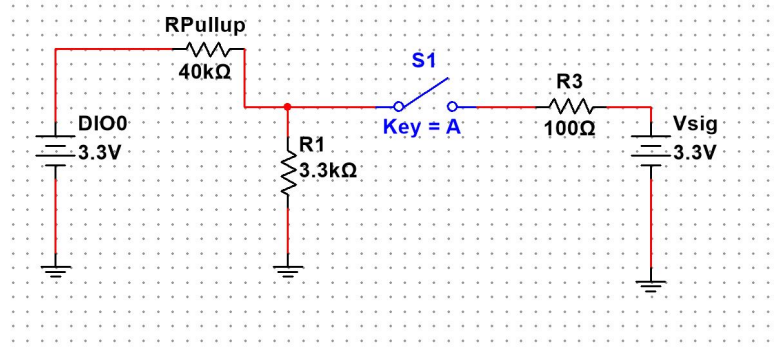 RPullup
40kΩ
S1
Key = A
R3
100Ω
DIO0
3.3V
R1
3.3kΩ
Vsig
3.3V